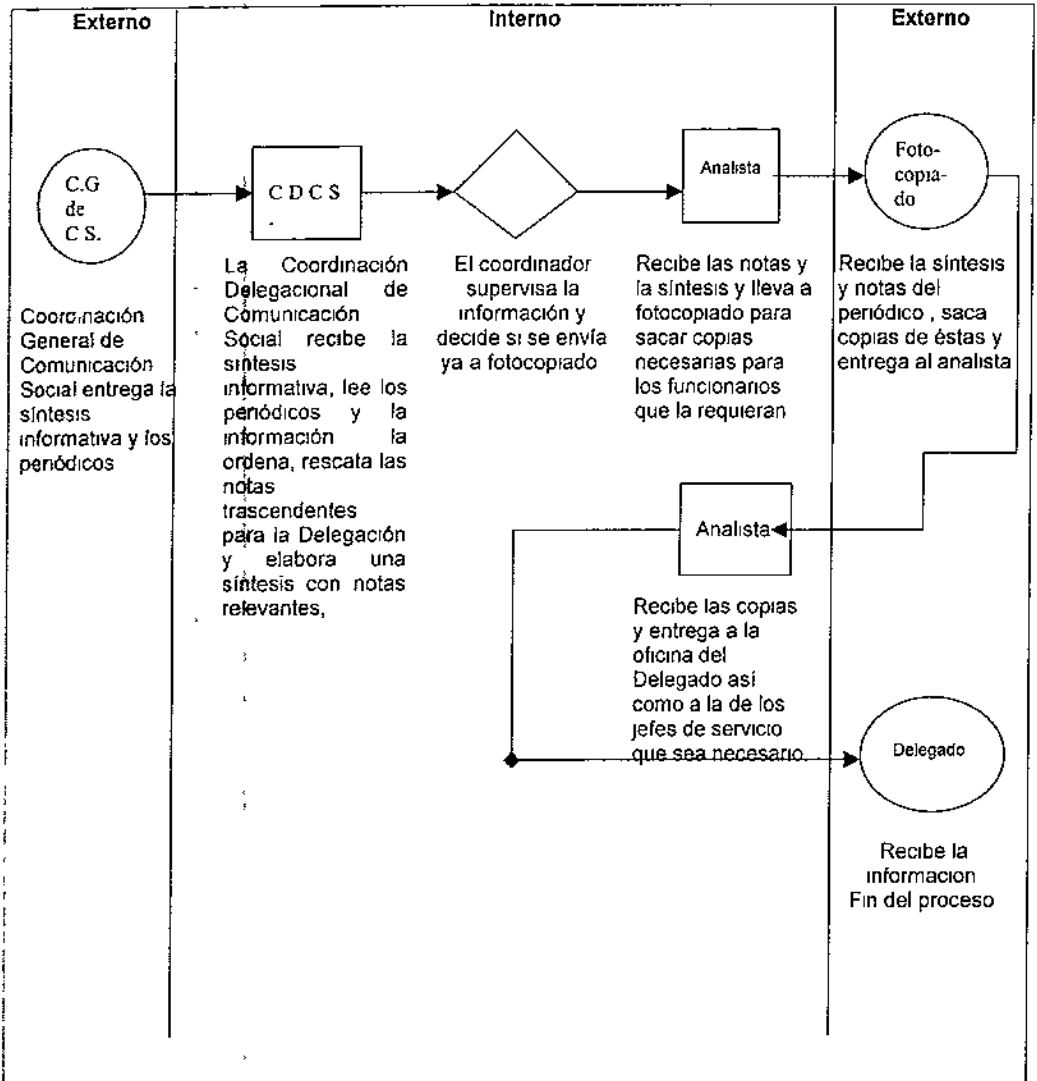 Externo
Interno
Externo
C.G
de
C S.
C D C S
.
Analista
Foto-
copia-
do
Coordinación
General de
Comunicación
Social entrega la
síntesis
informativa y los
periódicos
La Coordinación
Delegacional de
Comunicación
Social recibe la
síntesis
informativa, lee los
periódicos y la
información la
ordena, rescata las
notas
trascendentes
para la Delegación
y elabora una
síntesis con notas
relevantes,
El coordinador
supervisa la
información y
decide si se envía
ya a fotocopiado
Recibe las notas y
la síntesis y lleva a
fotocopiado para
sacar copias
necesarias para
los funcionarios
que la requieran
Recibe la síntesis
y notas del
periódico , saca
copias de éstas y
entrega al analista
Analista
Recibe las copias
y entrega a la
oficina del
Delegado así
como a la de los
jefes de servicio
que sea necesario
Delegado
Recibe la
informacion
Fin del proceso